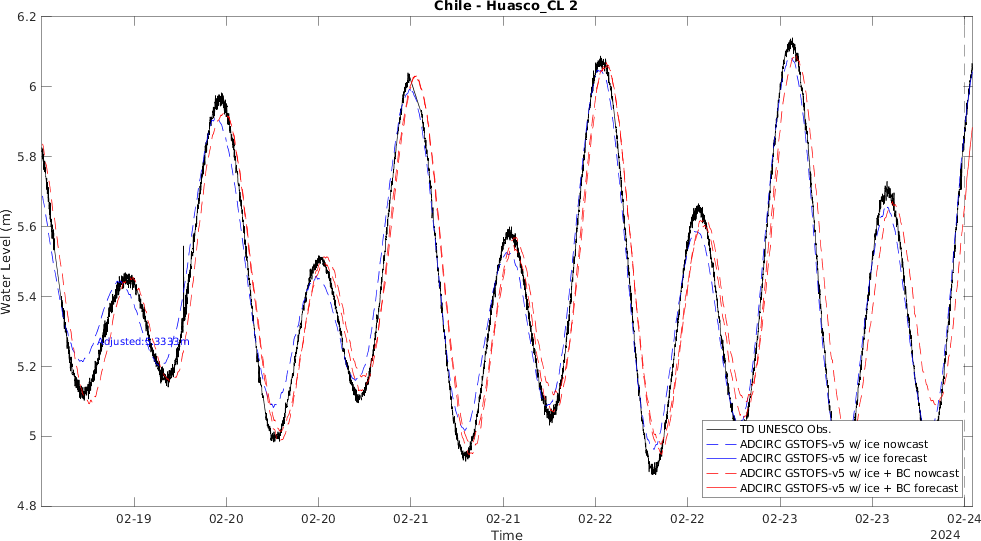 Chile - Huasco_CL 2
6.2
6
5.8
5.6
5.4
5.2
5
4.8
Water Level (m)
TD UNESCO Obs.
ADCIRC GSTOFS-v5 w/ ice nowcast
ADCIRC GSTOFS-v5 w/ ice forecast
ADCIRC GSTOFS-v5 w/ ice + BC nowcast
ADCIRC GSTOFS-v5 w/ ice + BC forecast
02-19 02-20 02-20 02-21 02-21 02-22 02-22 02-23 02-23 02-24
Time
2024